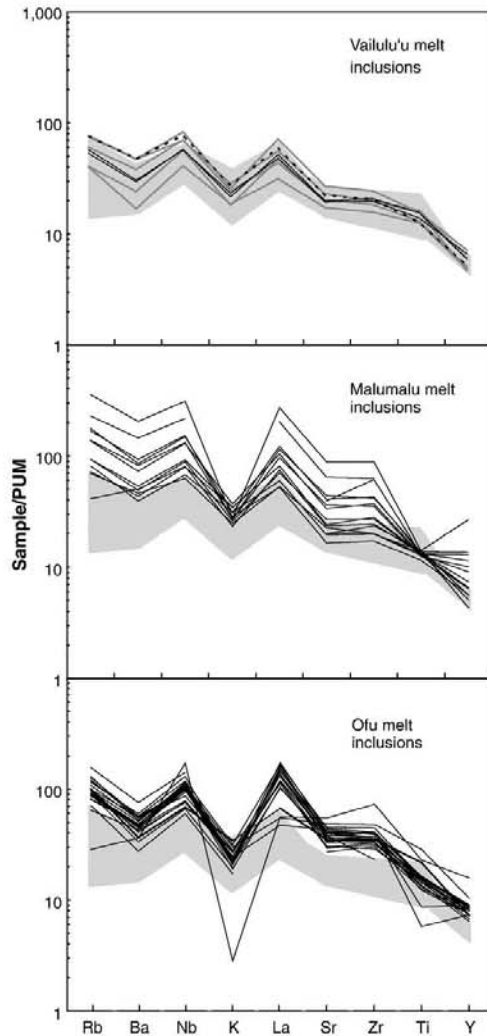 1,000
Vailulu'u melt
inclusions
100
10
1
Malumalu melt
inclusions
100
Sample/PUM
10
1
Ofu melt
inclusions
100
10
1
Rb Ba Nb K La Sr Zr Ti Y